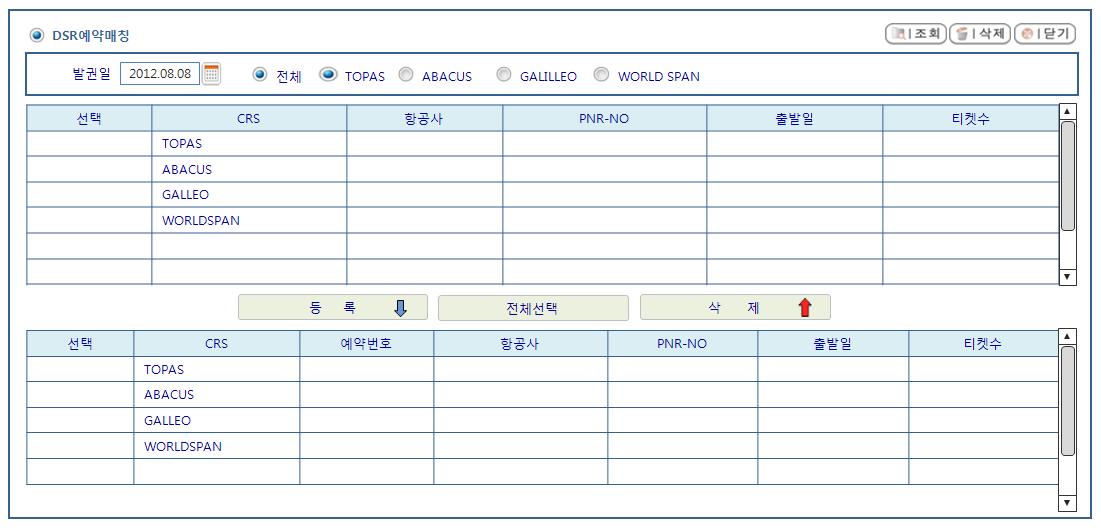 DSR예약매칭
조회 삭제 닫기
발권일 2012.08.08 전체 TOPAS ABACUS GALILLEO WORLD SPAN
선택 CRS 항공사 PNR-NO 출발일 티켓수
TOPAS
ABACUS
GALLEO
WORLDSPAN
등 록 전체선택 삭 제
선택 CRS 예약번호 항공사 PNR-NO 출발일 티켓수
TOPAS
ABACUS
GALLEO
WORLDSPAN